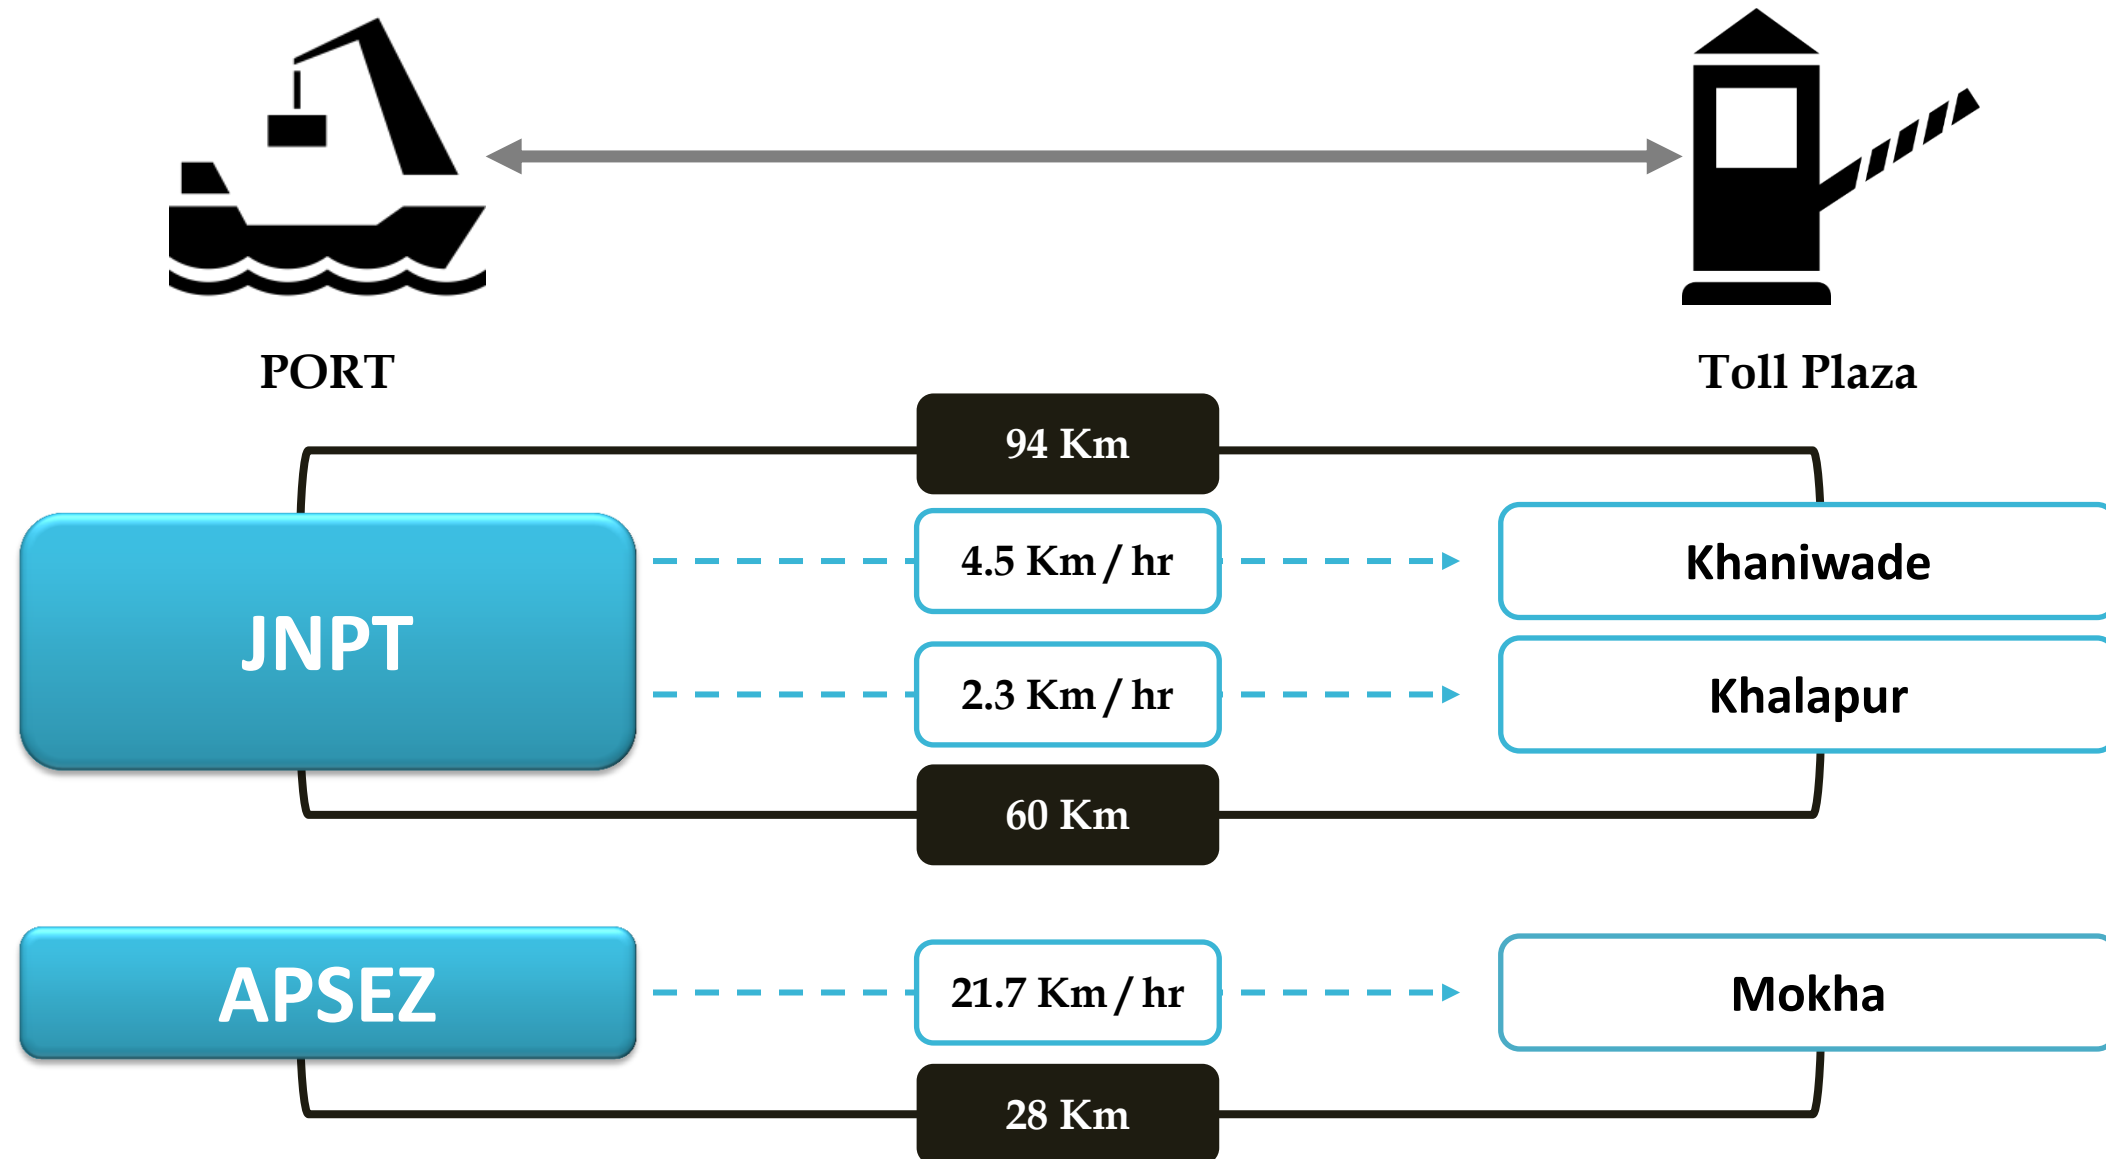 PORT
Toll Plaza
94 Km
4.5 Km/hr
Khaniwade
JNPT
2.3 Km/hr
Khalapur
60 Km
APSEZ
21.7 Km/hr
Mokha
28 Km